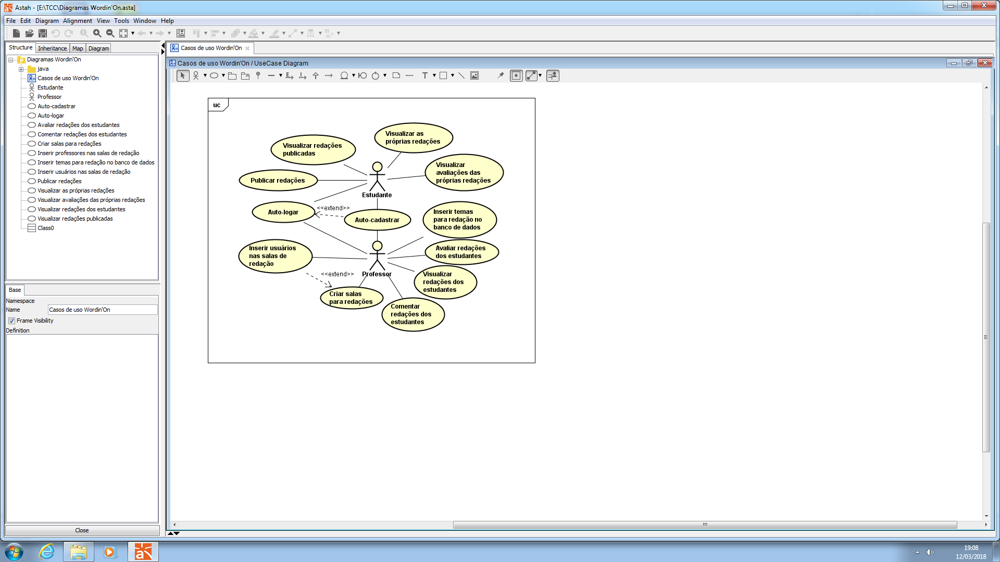 Astah - [E:\TCC\Diagramas Wordin'On.asta]
File Edit Diagram Alignment View Tools Window Help
Structure Inheritance Map Diagram
Diagramas Wordin'On
java
Casos de uso Wordin'On
Estudante
Professor
Auto-cadastrar
Auto-logar
Avaliar redações dos estudantes
Comentar redações dos estudantes
Criar salas para redações
Inserir professores nas salas de redação
Inserir temas para redação no banco de dados
Inserir usuários nas salas de redação
Publicar redações
Visualizar as próprias redações
Visualizar avaliações das próprias redações
Visualizar redações dos estudantes
Visualizar redações publicadas
Class0
Base
Namespace
Name Casos de uso Wordin'On
Frame Visibility
Definition
Close
Casos de uso Wordin'On
Casos de uso Wordin'On / UseCase Diagram
uc
Visualizar as
próprias redações
Visualizar redações
publicadas
Visualizar
avaliações das
próprias redações
Publicar redações
Estudante
Auto-logar
<<extend>>
Auto-cadastrar
Inserir temas
para redação no
banco de dados
Inserir usuários
nas salas de
redação
Avaliar redações
dos estudantes
<<extend>>
Professor
Visualizar
redações dos
estudantes
Criar salas
para redações
Comentar
redações dos
estudantes
19:08
12/03/2018